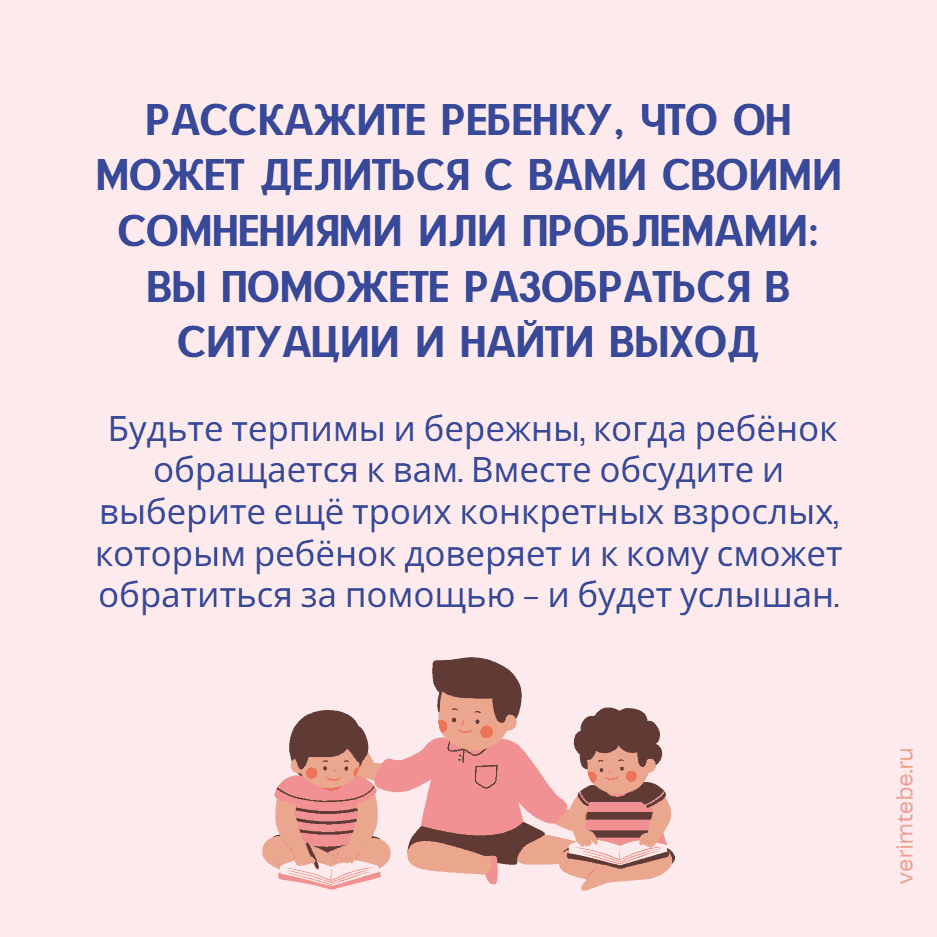 РАССКАЖИТЕ РЕБЕНКУ, ЧТО ОН
МОЖЕТ ДЕЛИТЬСЯ С ВАМИ СВОИМИ
СОМНЕНИЯМИ ИЛИ ПРОБЛЕМАМИ:
ВЫ ПОМОЖЕТЕ РАЗОБРАТЬСЯ В
СИТУАЦИИ И НАЙТИ ВЫХОД
Будьте терпимы и бережны, когда ребёнок
обращается к вам. Вместе обсудите и
выберите ещё троих конкретных взрослых,
которым ребёнок доверяет и к кому сможет
обратиться за помощью – и будет услышан.
verimtebe.ru